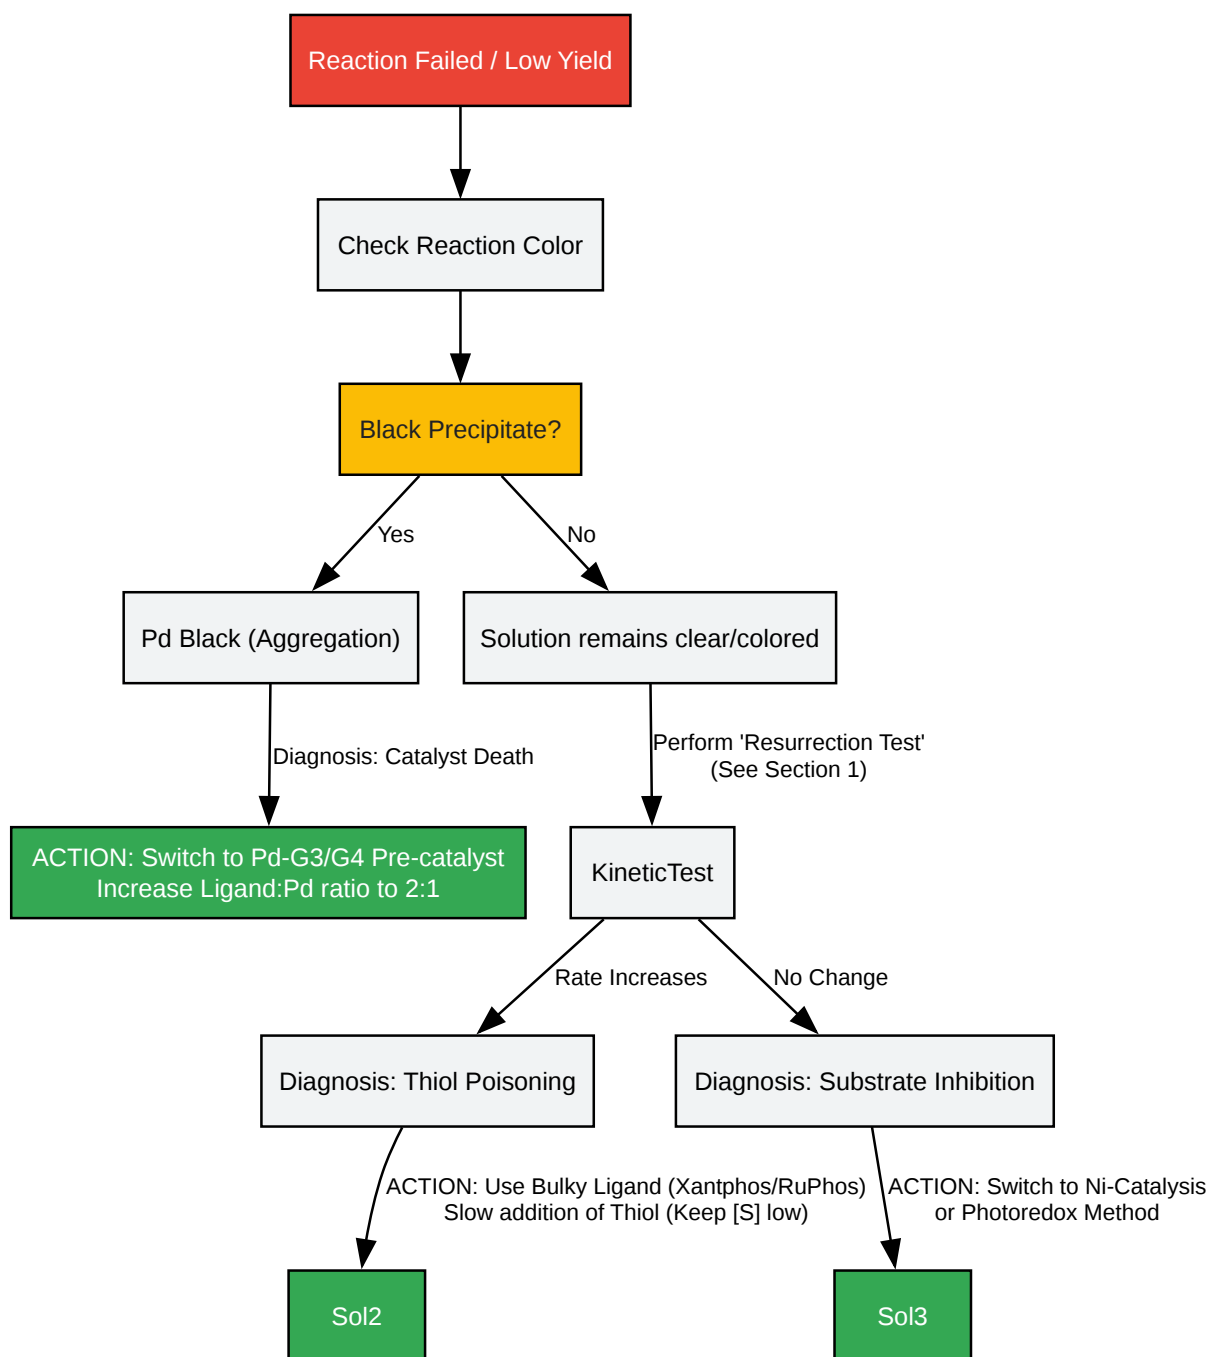 Reaction Failed / Low Yield
Check Reaction Color
Black Precipitate?
Yes
No
Pd Black (Aggregation)
Solution remains clear/colored
Diagnosis: Catalyst Death
Perform 'Resurrection Test'
(See Section 1)
ACTION: Switch to Pd-G3/G4 Pre-catalyst
Increase Ligand:Pd ratio to 2:1
KineticTest
Rate Increases
No Change
Diagnosis: Thiol Poisoning
Diagnosis: Substrate Inhibition
ACTION: Use Bulky Ligand (Xantphos/RuPhos)
Slow addition of Thiol (Keep [S] low)
ACTION: Switch to Ni-Catalysis
or Photoredox Method
Sol2
Sol3